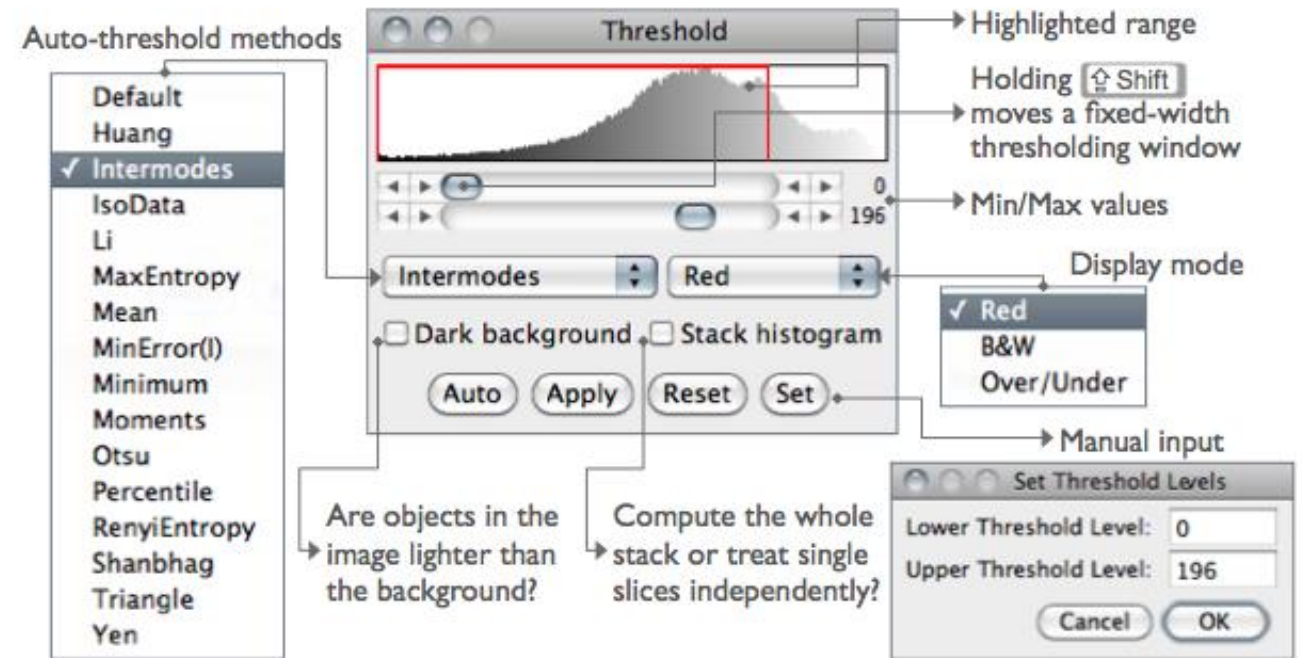 Auto-threshold methods
Default
Huang
✓ Intermodes
IsoData
Li
MaxEntropy
Mean
MinError(I)
Minimum
Moments
Otsu
Percentile
RenyiEntropy
Shanbhag
Triangle
Yen
Threshold
0
196
Intermodes
Red
Dark background
Stack histogram
Auto
Apply
Reset
Set
Highlighted range
Holding ⇧ Shift
moves a fixed-width
thresholding window
Min/Max values
Display mode
✓ Red
B&W
Over/Under
Manual input
Are objects in the
image lighter than
the background?
Compute the whole
stack or treat single
slices independently?
Set Threshold Levels
Lower Threshold Level: 0
Upper Threshold Level: 196
Cancel
OK